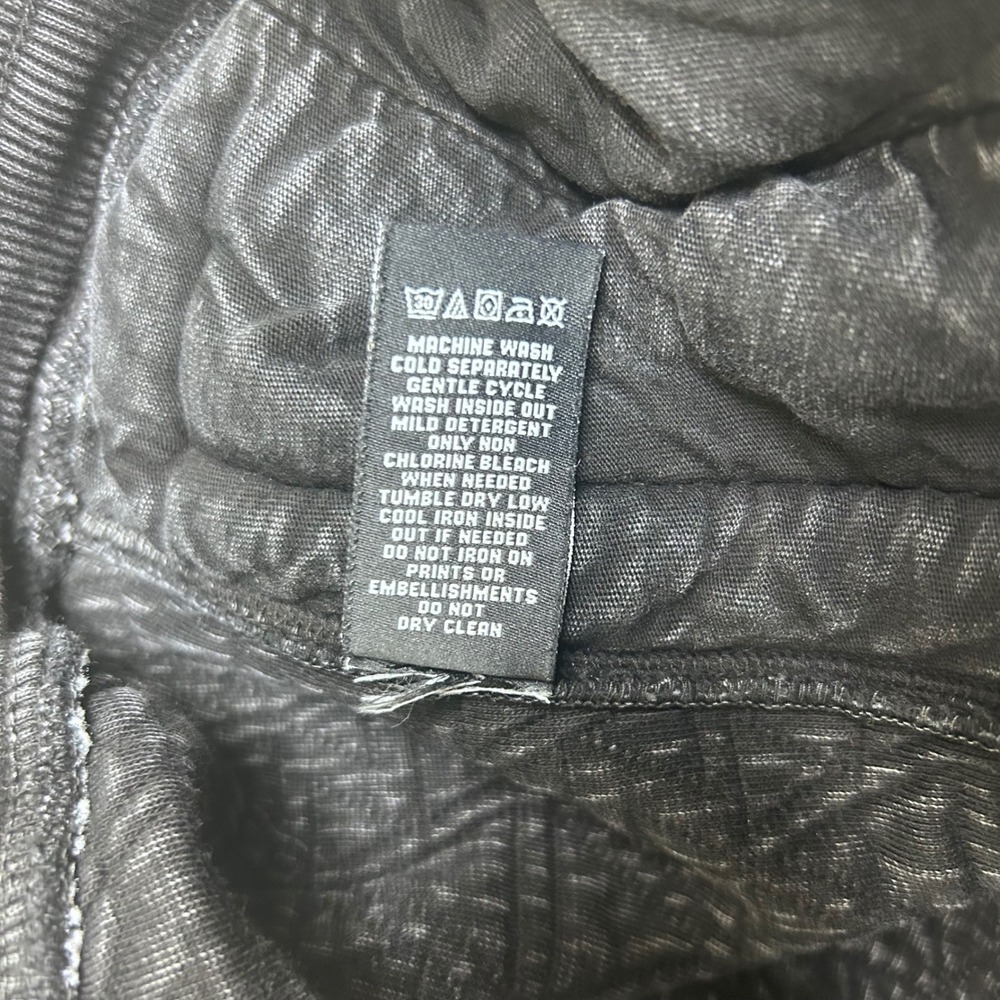 30
MACHINE WASH
COLD SEPARATELY
GENTLE CYCLE
WASH INSIDE OUT
MILD DETERGENT
ONLY NON
CHLORINE BLEACH
WHEN NEEDED
TUMBLE DRY LOW
COOL IRON INSIDE
OUT IF NEEDED
DO NOT IRON ON
PRINTS OR
EMBELLISHMENTS
DO NOT
DRY CLEAN